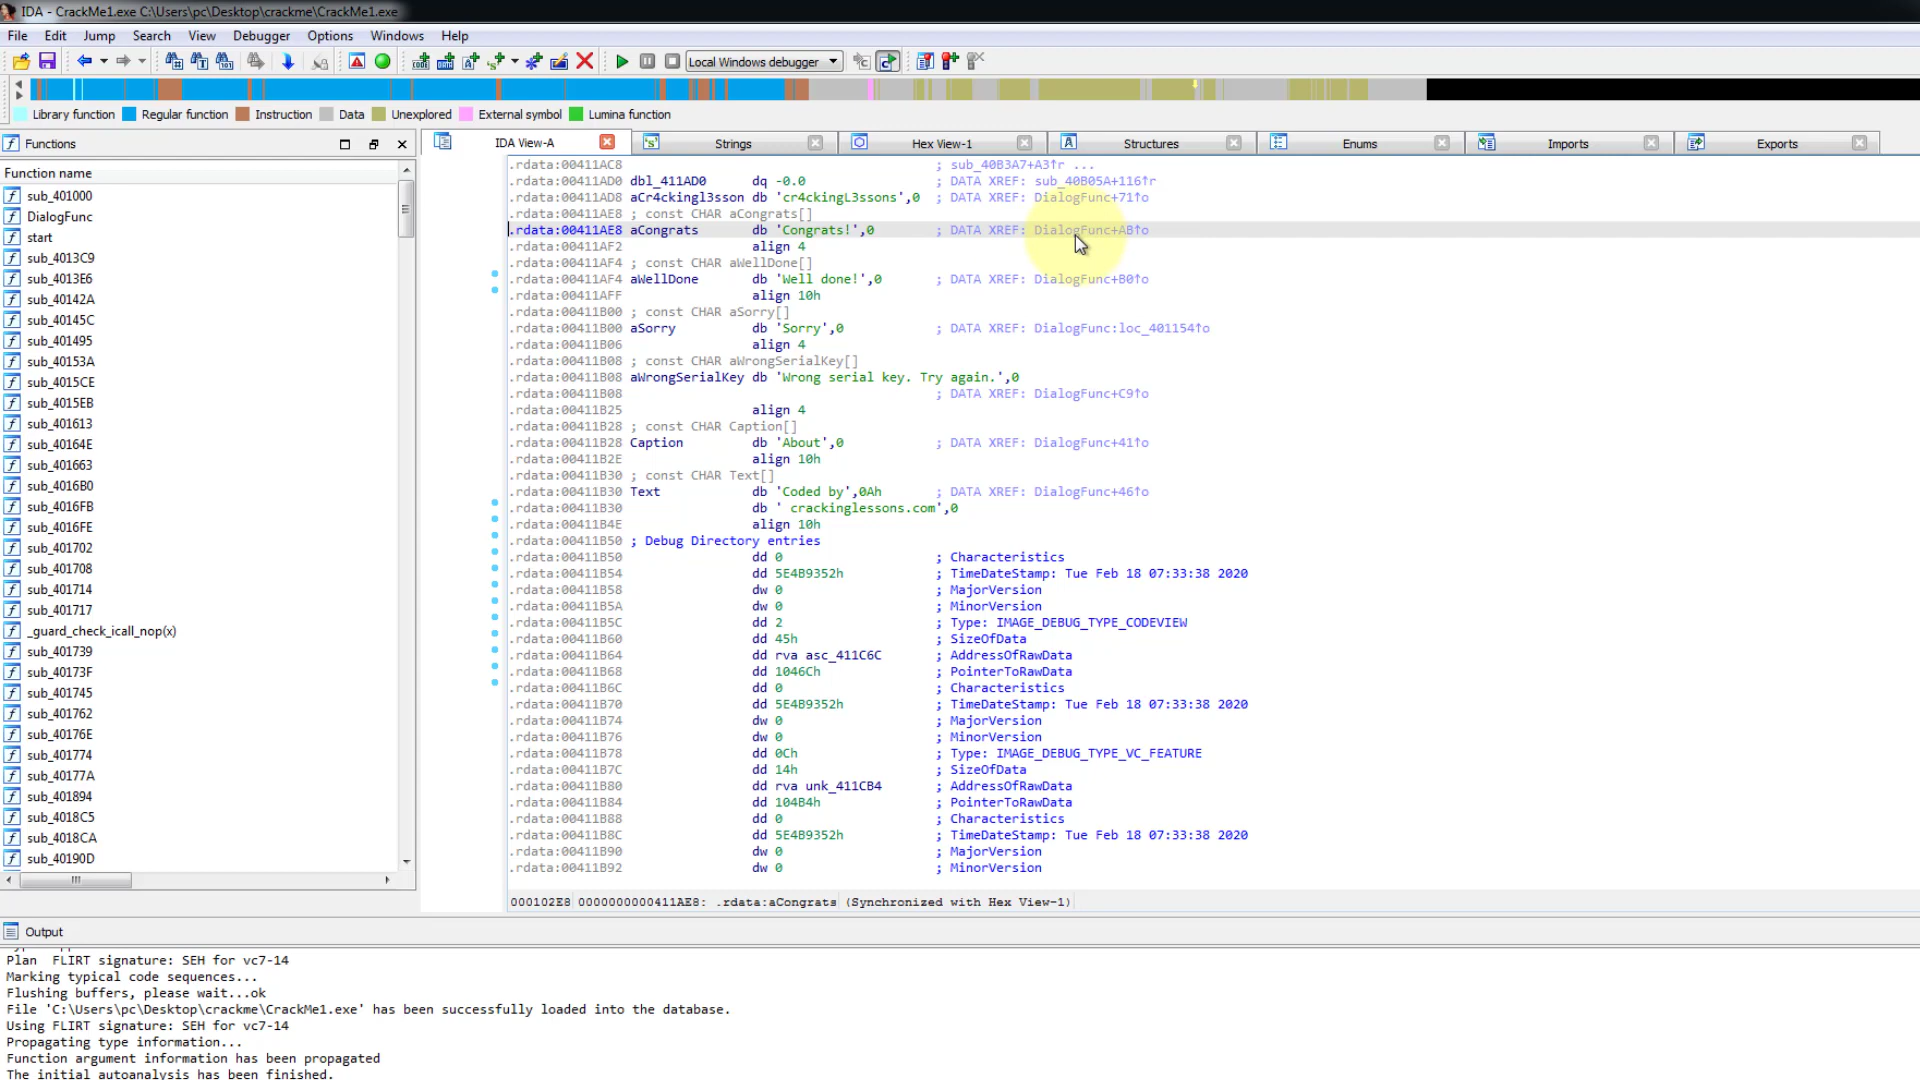 IDA - CrackMe1.exe C:\Users\pc\Desktop\crackme\CrackMe1.exe
File Edit Jump Search View Debugger Options Windows Help
Local Windows debugger
Library function Regular function Instruction Data Unexplored External symbol Lumina function
Functions
IDA View-A Strings Hex View-1 Structures Enums Imports Exports
Function name
sub_401000
DialogFunc
start
sub_4013C9
sub_4013E6
sub_40142A
sub_40145C
sub_401495
sub_40153A
sub_4015CE
sub_4015EB
sub_401613
sub_40164E
sub_401663
sub_4016B0
sub_4016FB
sub_4016FE
sub_401702
sub_401708
sub_401714
sub_401717
_guard_check_icall_nop(x)
sub_401739
sub_40173F
sub_401745
sub_401762
sub_40176E
sub_401774
sub_40177A
sub_401894
sub_4018C5
sub_4018CA
sub_40190D
.rdata:00411AC8 ; sub_40B3A7+A3↑r ...
.rdata:00411AD0 dbl_411AD0 dq -0.0 ; DATA XREF: sub_40B05A+116↑r
.rdata:00411AD8 aCr4ckingl3sson db 'cr4ckingL3ssons',0 ; DATA XREF: DialogFunc+71↑o
.rdata:00411AE8 ; const CHAR aCongrats[]
.rdata:00411AE8 aCongrats db 'Congrats!',0 ; DATA XREF: DialogFunc+AB↑o
.rdata:00411AF2 align 4
.rdata:00411AF4 ; const CHAR aWellDone[]
.rdata:00411AF4 aWellDone db 'Well done!',0 ; DATA XREF: DialogFunc+B0↑o
.rdata:00411AFF align 10h
.rdata:00411B00 ; const CHAR aSorry[]
.rdata:00411B00 aSorry db 'Sorry',0 ; DATA XREF: DialogFunc:loc_401154↑o
.rdata:00411B06 align 4
.rdata:00411B08 ; const CHAR aWrongSerialKey[]
.rdata:00411B08 aWrongSerialKey db 'Wrong serial key. Try again.',0
.rdata:00411B08 ; DATA XREF: DialogFunc+C9↑o
.rdata:00411B25 align 4
.rdata:00411B28 ; const CHAR Caption[]
.rdata:00411B28 Caption db 'About',0 ; DATA XREF: DialogFunc+41↑o
.rdata:00411B2E align 10h
.rdata:00411B30 ; const CHAR Text[]
.rdata:00411B30 Text db 'Coded by',0Ah ; DATA XREF: DialogFunc+46↑o
.rdata:00411B30 db ' crackinglessons.com',0
.rdata:00411B4E align 10h
.rdata:00411B50 ; Debug Directory entries
.rdata:00411B50 dd 0 ; Characteristics
.rdata:00411B54 dd 5E4B9352h ; TimeDateStamp: Tue Feb 18 07:33:38 2020
.rdata:00411B58 dw 0 ; MajorVersion
.rdata:00411B5A dw 0 ; MinorVersion
.rdata:00411B5C dd 2 ; Type: IMAGE_DEBUG_TYPE_CODEVIEW
.rdata:00411B60 dd 45h ; SizeOfData
.rdata:00411B64 dd rva asc_411C6C ; AddressOfRawData
.rdata:00411B68 dd 1046Ch ; PointerToRawData
.rdata:00411B6C dd 0 ; Characteristics
.rdata:00411B70 dd 5E4B9352h ; TimeDateStamp: Tue Feb 18 07:33:38 2020
.rdata:00411B74 dw 0 ; MajorVersion
.rdata:00411B76 dw 0 ; MinorVersion
.rdata:00411B78 dd 0Ch ; Type: IMAGE_DEBUG_TYPE_VC_FEATURE
.rdata:00411B7C dd 14h ; SizeOfData
.rdata:00411B80 dd rva unk_411CB4 ; AddressOfRawData
.rdata:00411B84 dd 104B4h ; PointerToRawData
.rdata:00411B88 dd 0 ; Characteristics
.rdata:00411B8C dd 5E4B9352h ; TimeDateStamp: Tue Feb 18 07:33:38 2020
.rdata:00411B90 dw 0 ; MajorVersion
.rdata:00411B92 dw 0 ; MinorVersion
000102E8 0000000000411AE8: .rdata:aCongrats (Synchronized with Hex View-1)
Output
Plan FLIRT signature: SEH for vc7-14
Marking typical code sequences...
Flushing buffers, please wait...ok
File 'C:\Users\pc\Desktop\crackme\CrackMe1.exe' has been successfully loaded into the database.
Using FLIRT signature: SEH for vc7-14
Propagating type information...
Function argument information has been propagated
The initial autoanalysis has been finished.